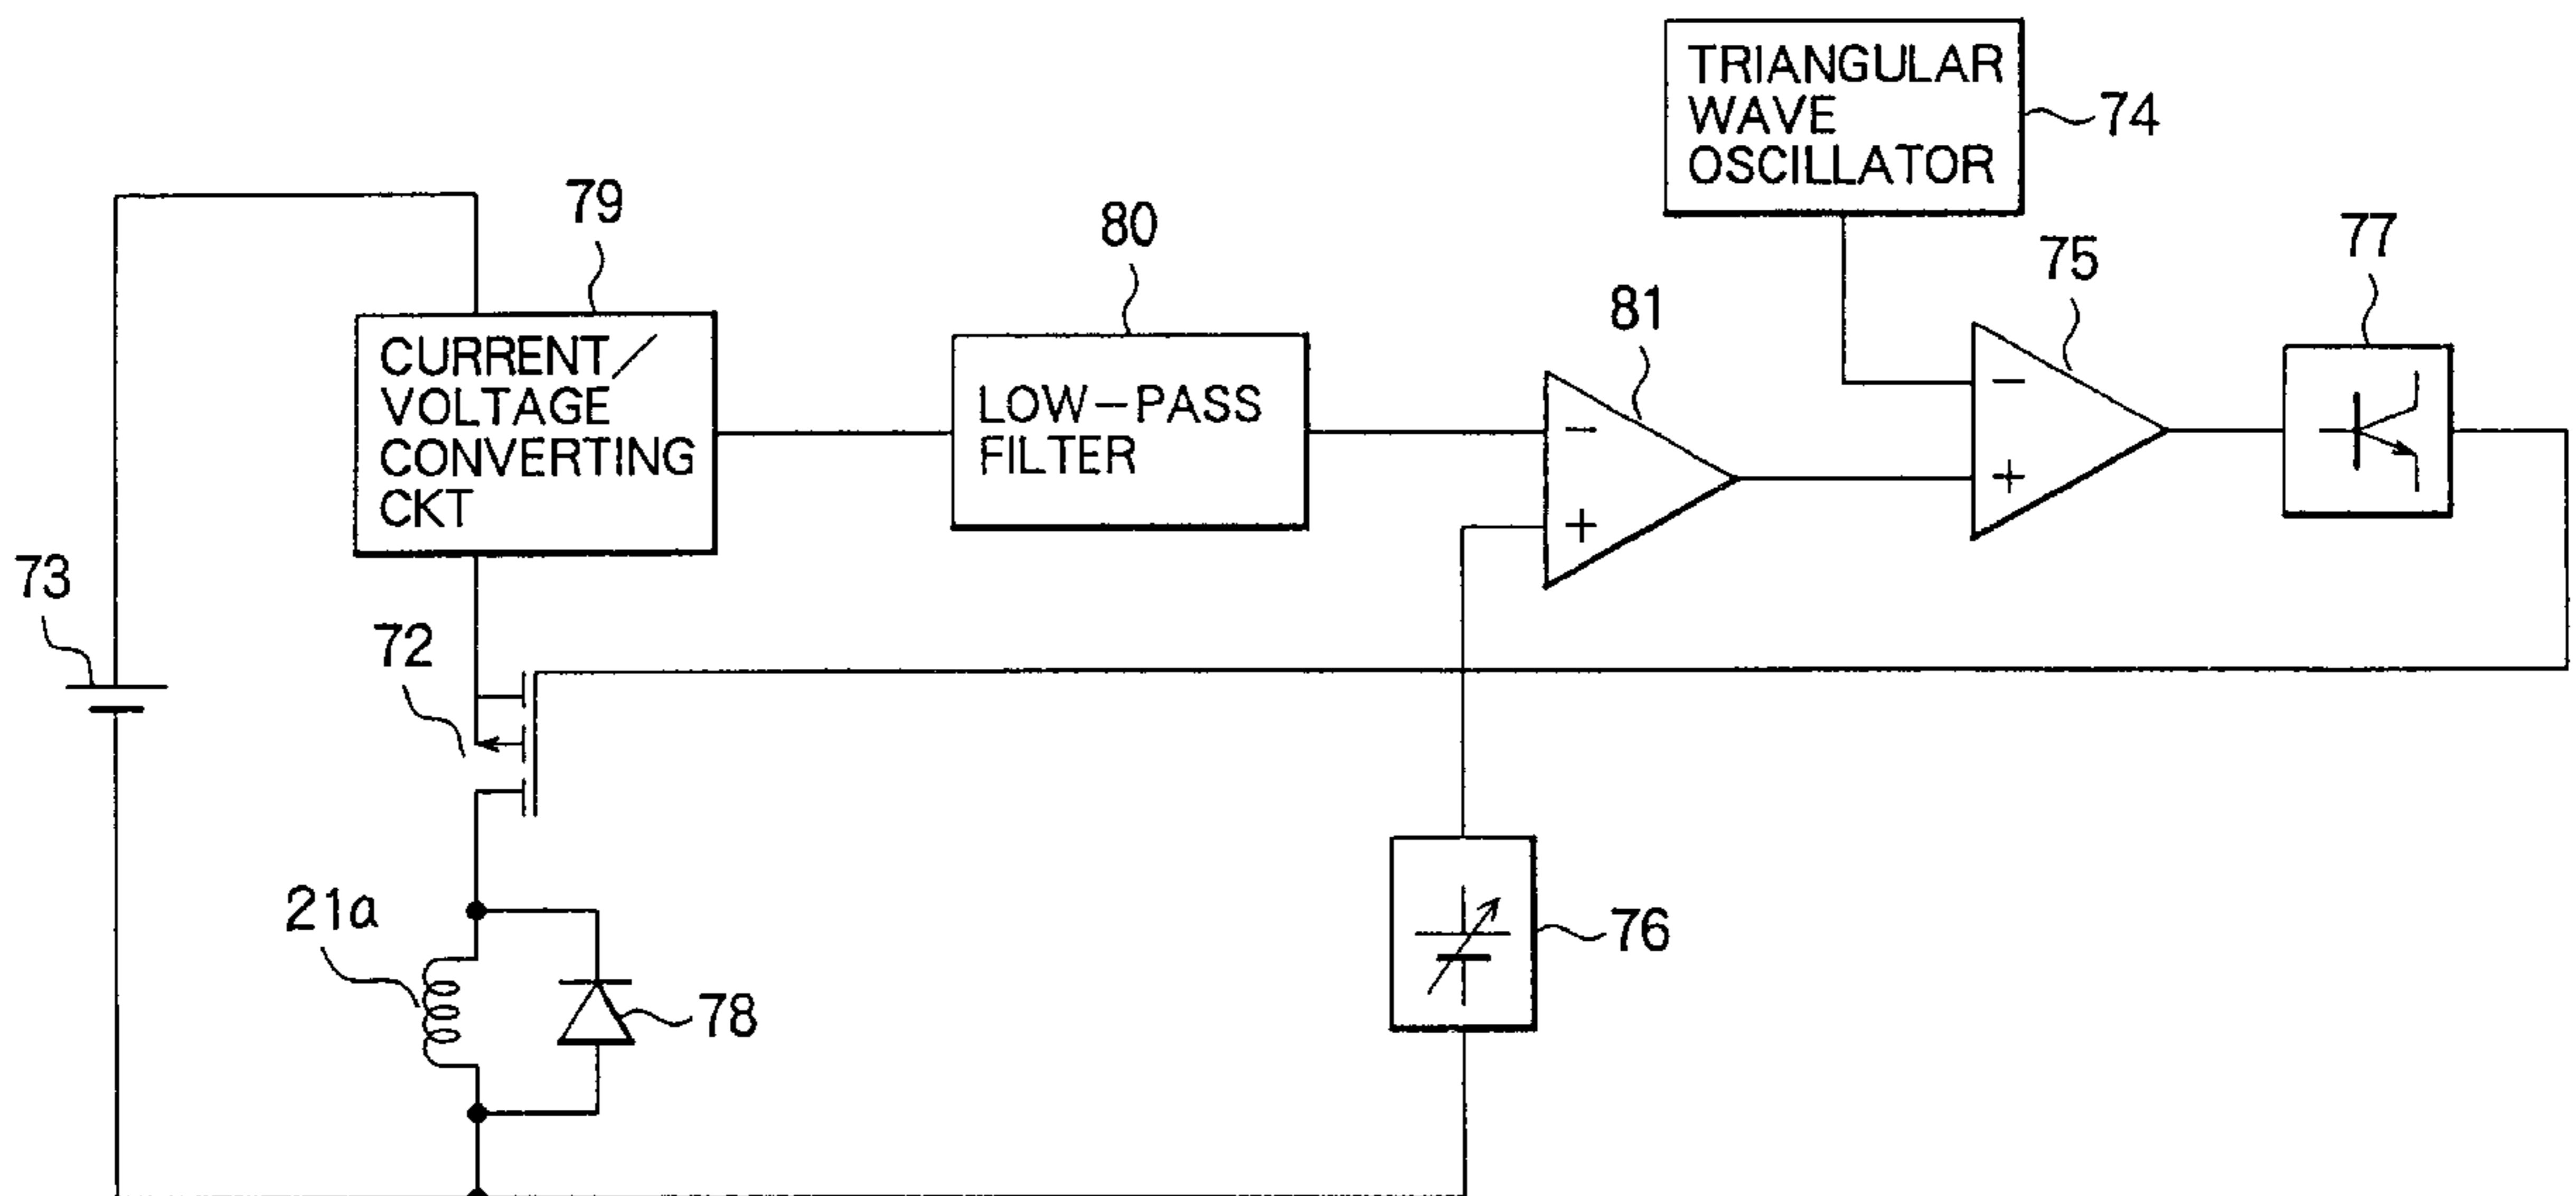 TRIANGULAR
WAVE
OSCILLATOR
74
79
80
75
77
81
CURRENT/
VOLTAGE
CONVERTING
CKT
LOW-PASS
FILTER
−
+
−
+
73
72
21a
78
76